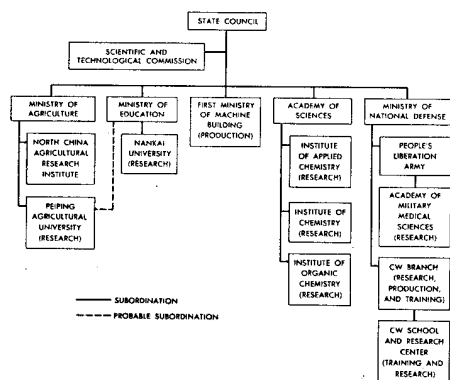 STATE COUNCIL
SCIENTIFIC AND
TECHNOLOGICAL COMMISSION
MINISTRY OF
AGRICULTURE
MINISTRY OF
EDUCATION
FIRST MINISTRY
OF MACHINE
BUILDING
(PRODUCTION)
ACADEMY OF
SCIENCES
MINISTRY OF
NATIONAL DEFENSE
NORTH CHINA
AGRICULTURAL
RESEARCH
INSTITUTE
NANKAI
UNIVERSITY
(RESEARCH)
INSTITUTE
OF APPLIED
CHEMISTRY
(RESEARCH)
PEOPLE'S
LIBERATION
ARMY
PEIPING
AGRICULTURAL
UNIVERSITY
(RESEARCH)
INSTITUTE OF
CHEMISTRY
(RESEARCH)
ACADEMY OF
MILITARY
MEDICAL
SCIENCES
(RESEARCH)
INSTITUTE OF
ORGANIC
CHEMISTRY
(RESEARCH)
CW BRANCH
(RESEARCH,
PRODUCTION,
AND TRAINING)
CW SCHOOL
AND RESEARCH
CENTER
(TRAINING AND
RESEARCH)
SUBORDINATION
PROBABLE SUBORDINATION